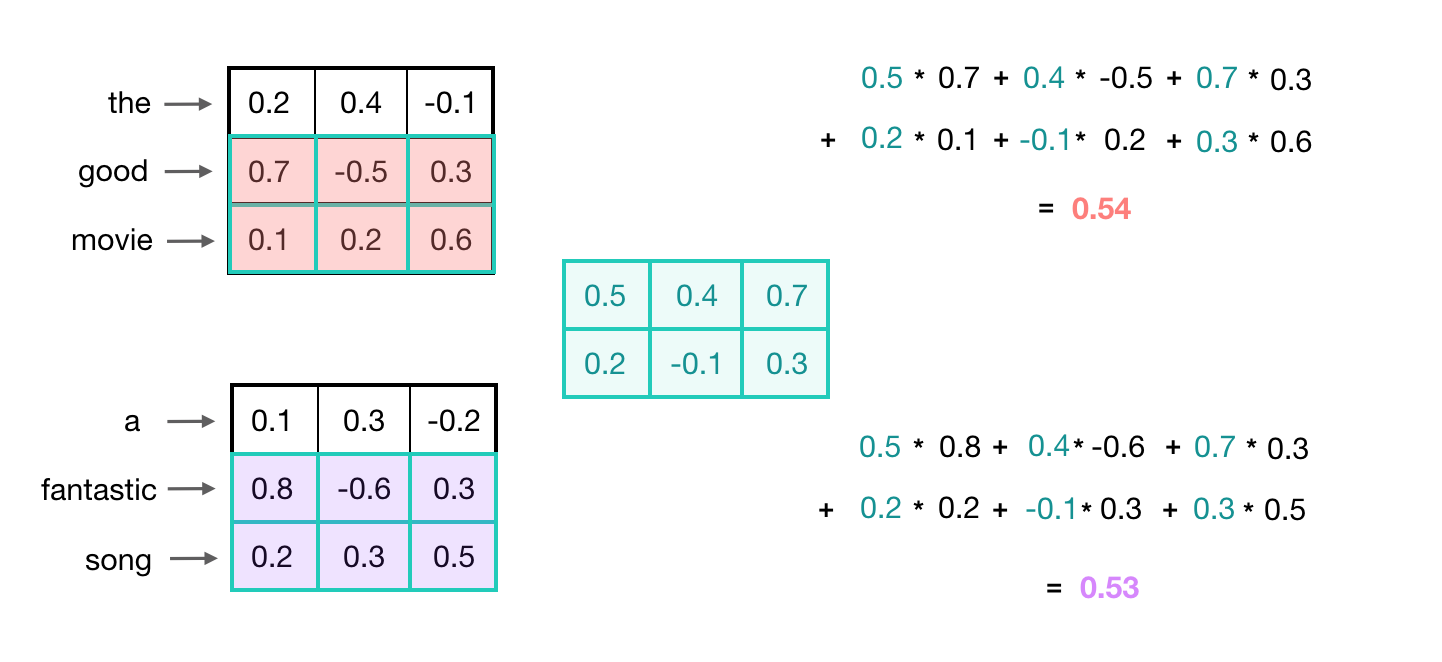 the → 0.2 0.4 -0.1
good → 0.7 -0.5 0.3
movie → 0.1 0.2 0.6
0.5 * 0.7 + 0.4 * -0.5 + 0.7 * 0.3
+ 0.2 * 0.1 + -0.1* 0.2 + 0.3 * 0.6
= 0.54
0.5 0.4 0.7
0.2 -0.1 0.3
a → 0.1 0.3 -0.2
fantastic → 0.8 -0.6 0.3
song → 0.2 0.3 0.5
0.5 * 0.8 + 0.4* -0.6 + 0.7 * 0.3
+ 0.2 * 0.2 + -0.1* 0.3 + 0.3 * 0.5
= 0.53